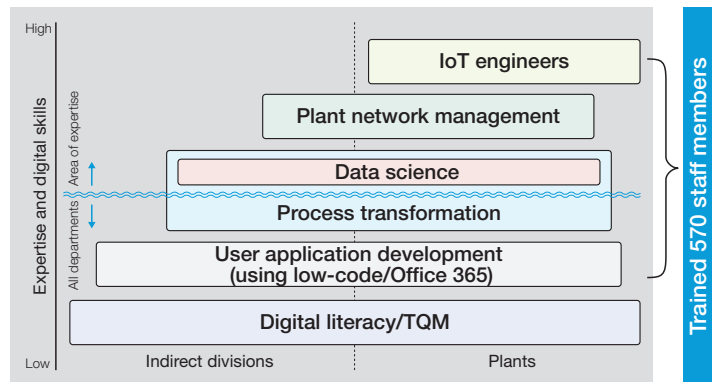 High
IoT engineers
Plant network management
Data science
Process transformation
User application development
(using low-code/Office 365)
Digital literacy/TQM
Low
Indirect divisions
Plants
Expertise and digital skills
Area of expertise
All departments
Trained 570 staff members